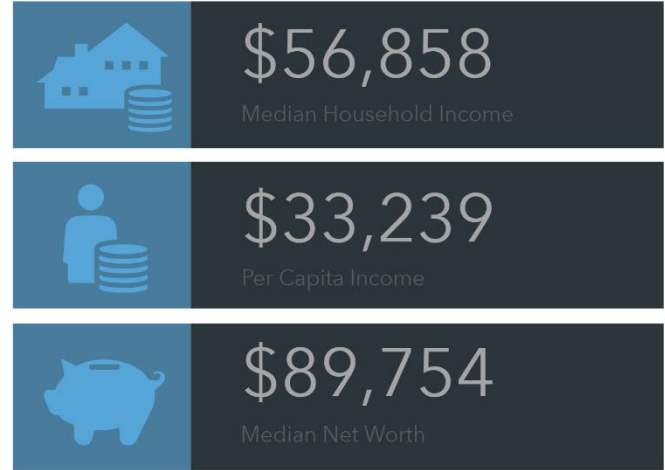 $56,858
Median Household Income
$33,239
Per Capita Income
$89,754
Median Net Worth